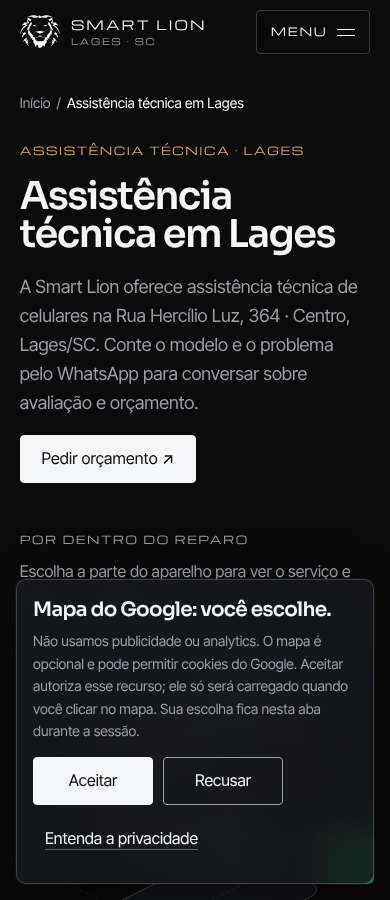 SMART LION
LAGES · SC
MENU
Início / Assistência técnica em Lages
ASSISTÊNCIA TÉCNICA · LAGES
Assistência
técnica em Lages
A Smart Lion oferece assistência técnica de
celulares na Rua Hercílio Luz, 364 · Centro,
Lages/SC. Conte o modelo e o problema
pelo WhatsApp para conversar sobre
avaliação e orçamento.
Pedir orçamento ↗
POR DENTRO DO REPARO
Escolha a parte do aparelho para ver o serviço e
Mapa do Google: você escolhe.
Não usamos publicidade ou analytics. O mapa é
opcional e pode permitir cookies do Google. Aceitar
autoriza esse recurso; ele só será carregado quando
você clicar no mapa. Sua escolha fica nesta aba
durante a sessão.
Aceitar
Recusar
Entenda a privacidade